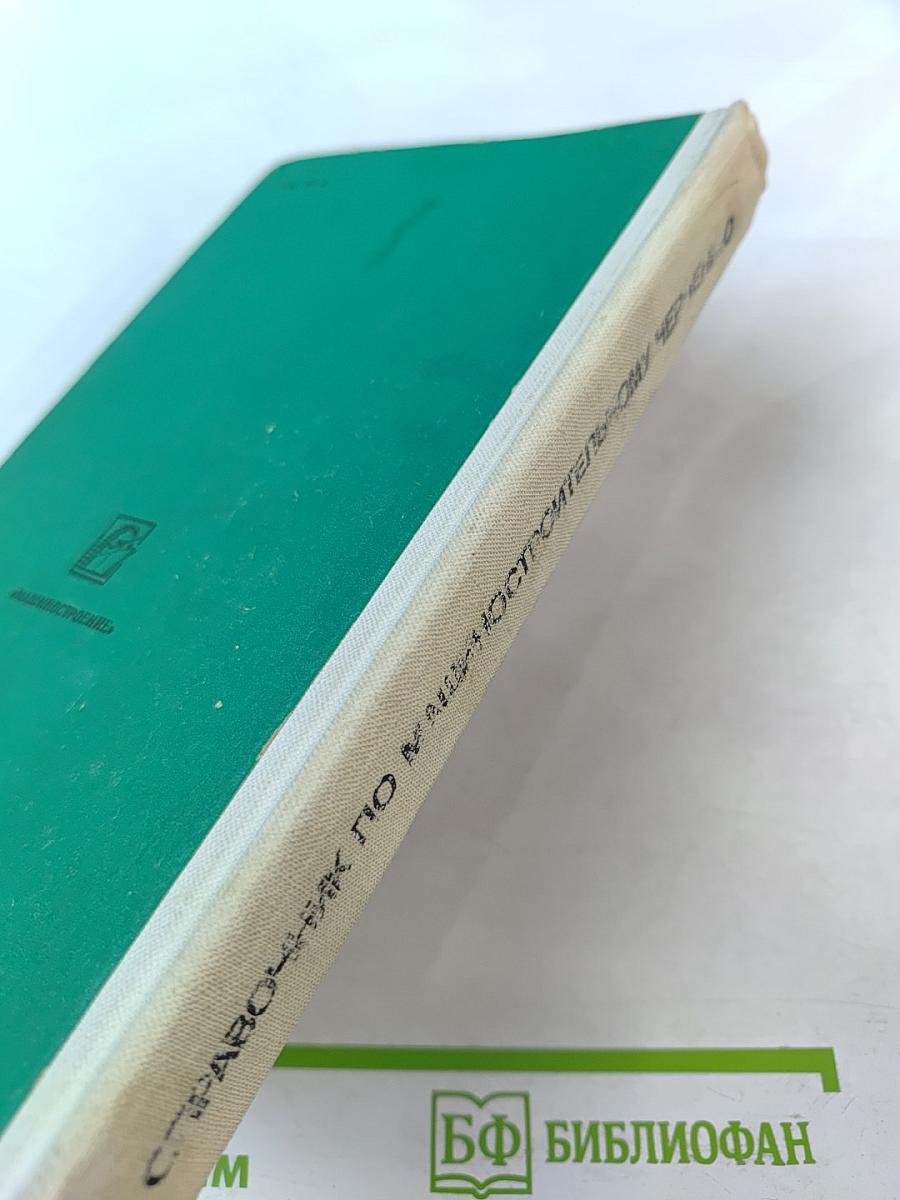 СПРАВОЧНИК ПО МАШИНОСТРОИТЕЛЬНОМУ ЧЕРЧЕНИЮ
«МАШИНОСТРОЕНИЕ»
БФ БИБЛИОФАН